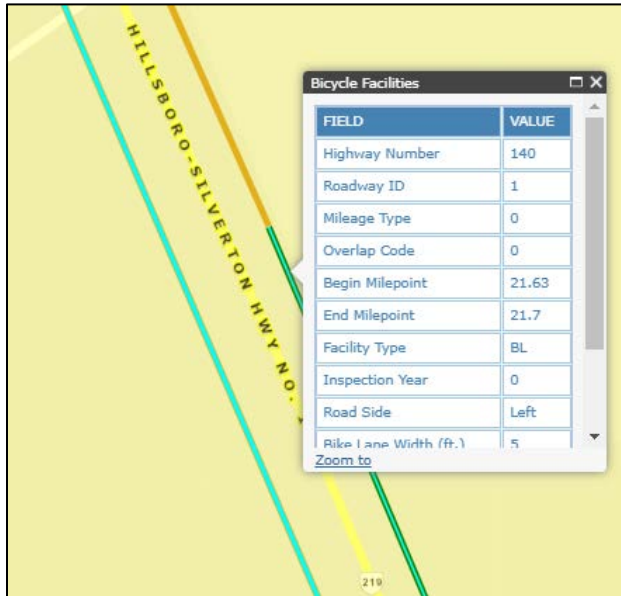 HILLSBORO-SILVERTON HWY NO.
Bicycle Facilities
FIELD VALUE
Highway Number 140
Roadway ID 1
Mileage Type 0
Overlap Code 0
Begin Milepoint 21.63
End Milepoint 21.7
Facility Type BL
Inspection Year 0
Road Side Left
Bike Lane Width (ft.) 5
Zoom to
219